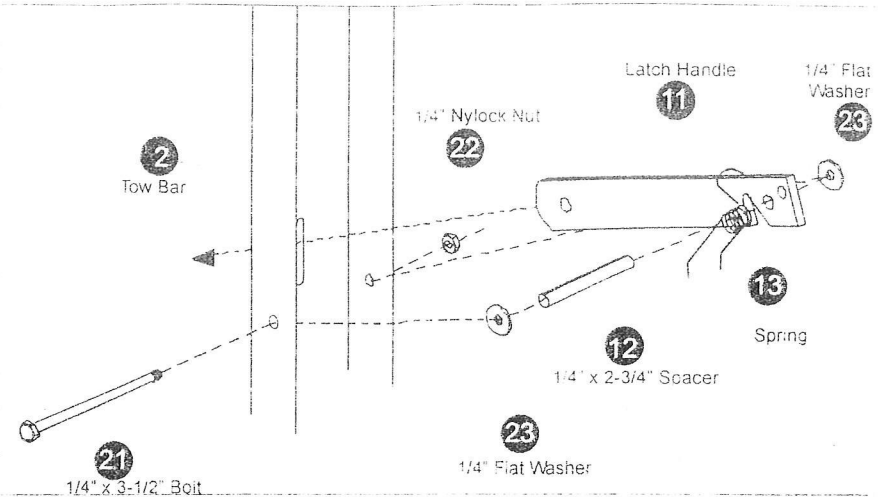 Latch Handle
11
1/4" Flat
Washer
23
1/4" Nylock Nut
22
2
Tow Bar
13
Spring
12
1/4" x 2-3/4" Spacer
23
1/4" Flat Washer
21
1/4" x 3-1/2" Bolt